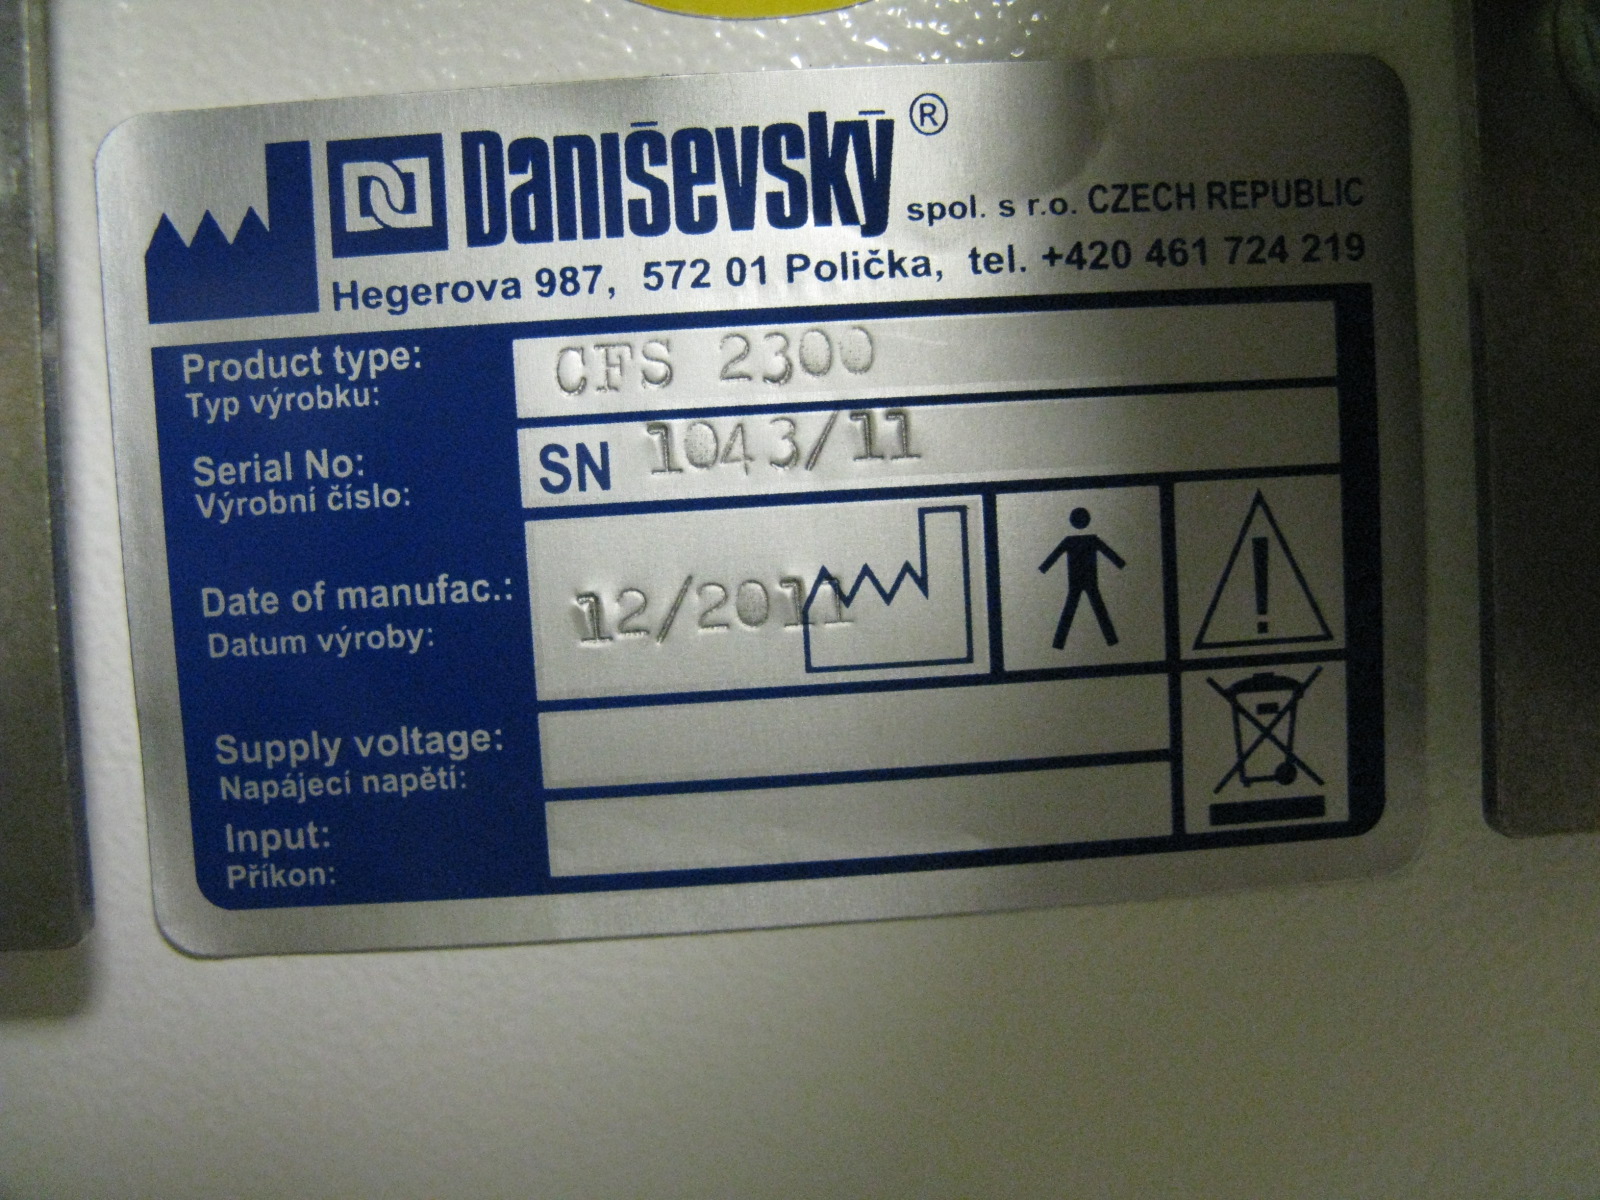 Daniševský ® spol. s r.o. CZECH REPUBLIC
Hegerova 987, 572 01 Polička, tel. +420 461 724 219
Product type: CFS 2300
Typ výrobku:
Serial No: SN 1043/11
Výrobní číslo:
Date of manufac.: 12/2011
Datum výroby:
Supply voltage:
Napájecí napětí:
Input:
Příkon: